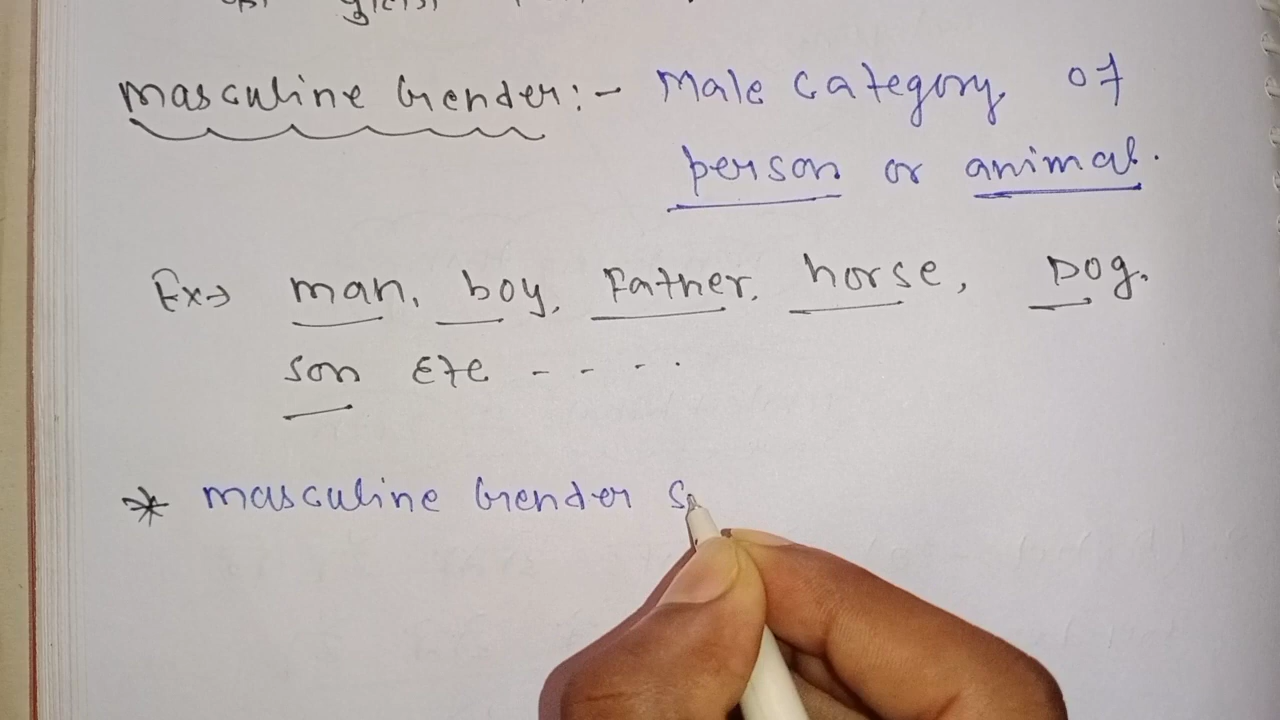 masculine Gender :- Male category of
person or animal.
Ex→ man, boy, Father, horse, Dog.
son Etc - - - -
* masculine Gender